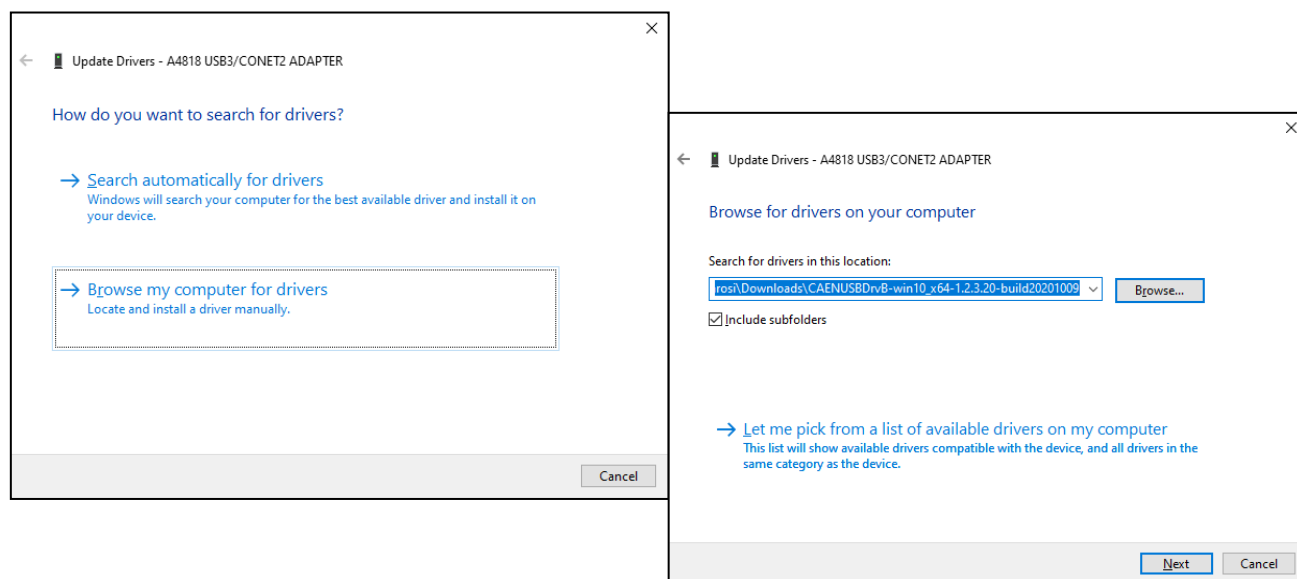 Update Drivers - A4818 USB3/CONET2 ADAPTER
How do you want to search for drivers?
Search automatically for drivers
Windows will search your computer for the best available driver and install it on
your device.
Browse my computer for drivers
Locate and install a driver manually.
Cancel
Update Drivers - A4818 USB3/CONET2 ADAPTER
Browse for drivers on your computer
Search for drivers in this location:
rosi\Downloads\CAENUSBDrvB-win10_x64-1.2.3.20-build20201009
Browse...
Include subfolders
Let me pick from a list of available drivers on my computer
This list will show available drivers compatible with the device, and all drivers in the
same category as the device.
Next
Cancel